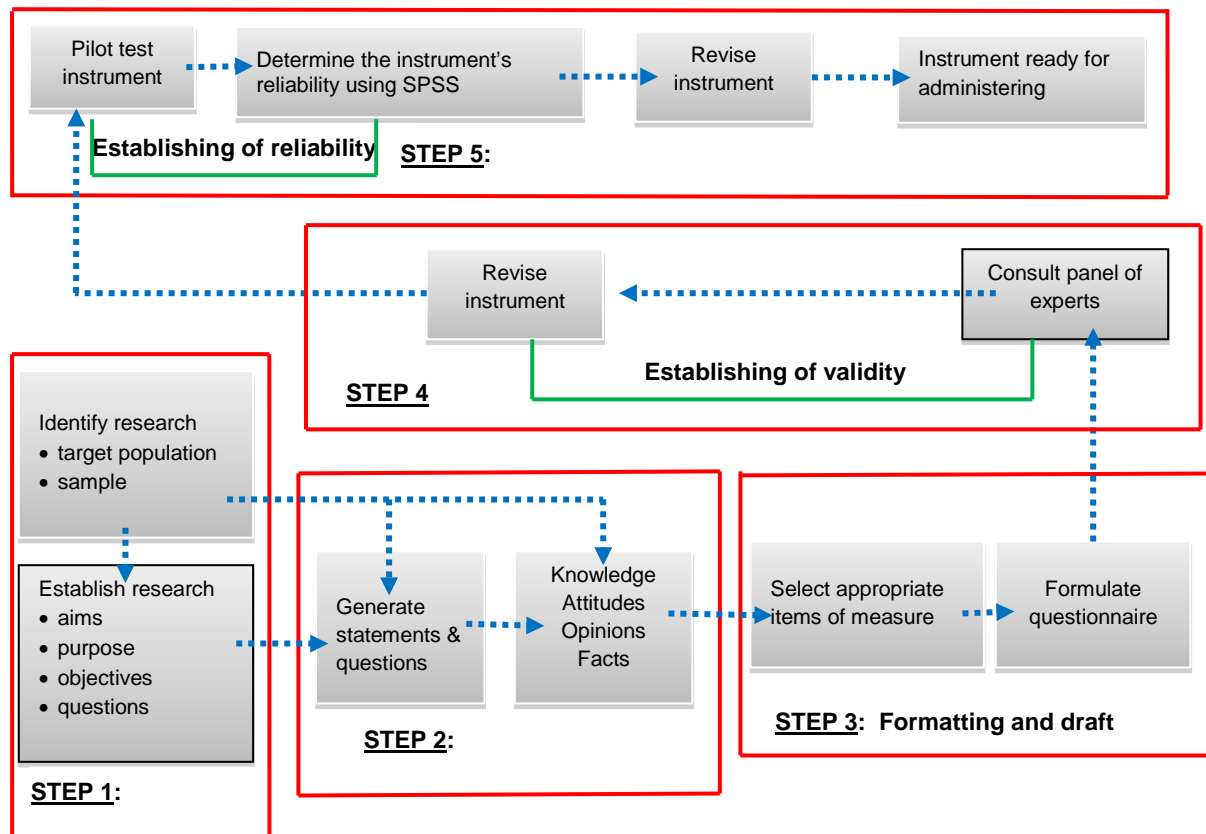 Pilot test
instrument
Determine the instrument’s
reliability using SPSS
Revise
instrument
Instrument ready for
administering
Establishing of reliability
STEP 5:
Revise
instrument
Consult panel of
experts
Establishing of validity
STEP 4
Identify research
• target population
• sample
Establish research
• aims
• purpose
• objectives
• questions
STEP 1:
Generate
statements &
questions
Knowledge
Attitudes
Opinions
Facts
STEP 2:
Select appropriate
items of measure
Formulate
questionnaire
STEP 3: Formatting and draft